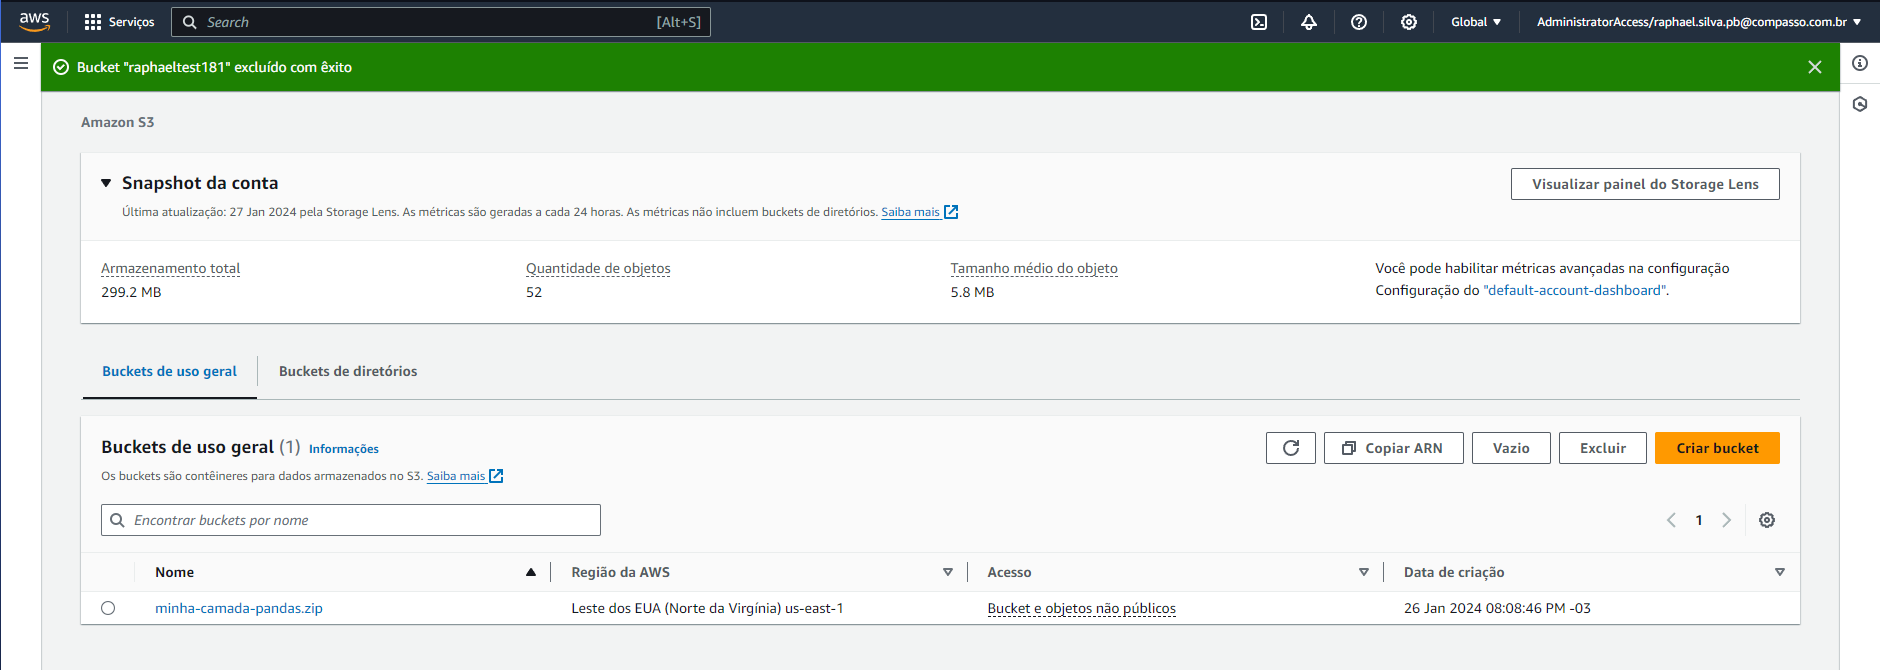 aws
Serviços
Search
[Alt+S]
Global
AdministratorAccess/raphael.silva.pb@compasso.com.br
Bucket "raphaeltest181" excluído com êxito
Amazon S3
Snapshot da conta
Visualizar painel do Storage Lens
Última atualização: 27 Jan 2024 pela Storage Lens. As métricas são geradas a cada 24 horas. As métricas não incluem buckets de diretórios. Saiba mais
Armazenamento total
299.2 MB
Quantidade de objetos
52
Tamanho médio do objeto
5.8 MB
Você pode habilitar métricas avançadas na configuração
Configuração do "default-account-dashboard".
Buckets de uso geral
Buckets de diretórios
Buckets de uso geral (1) Informações
Os buckets são contêineres para dados armazenados no S3. Saiba mais
Copiar ARN
Vazio
Excluir
Criar bucket
Encontrar buckets por nome
1
Nome
Região da AWS
Acesso
Data de criação
minha-camada-pandas.zip
Leste dos EUA (Norte da Virgínia) us-east-1
Bucket e objetos não públicos
26 Jan 2024 08:08:46 PM -03